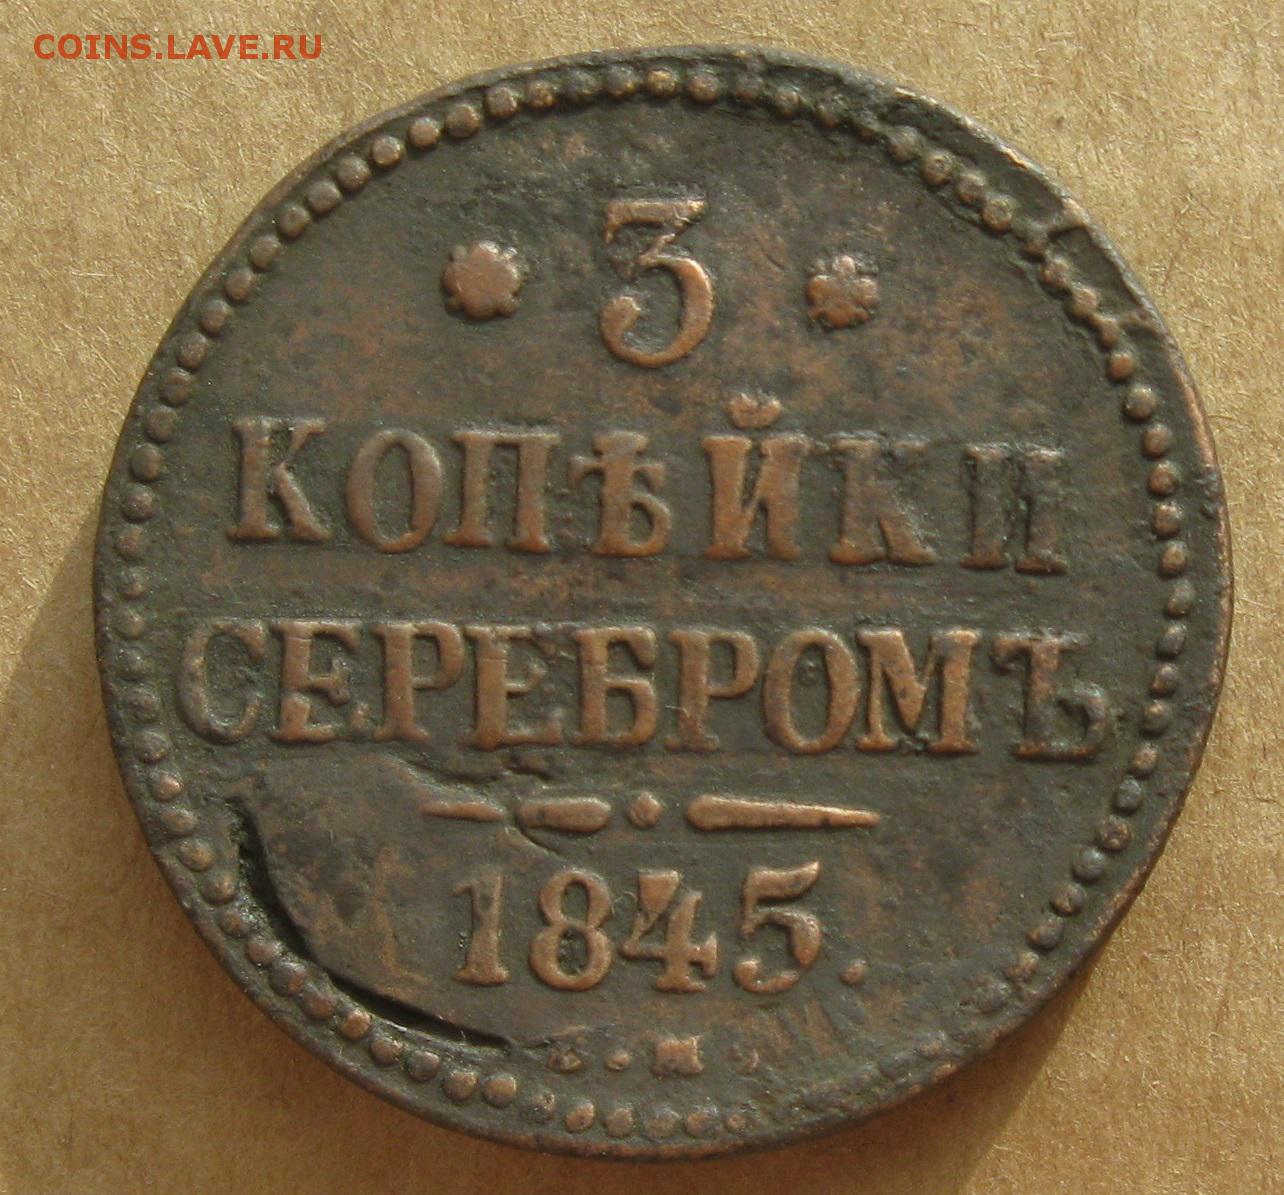 COINS.LAVE.RU
3
КОПѢЙКИ
СЕРЕБРОМЪ
1845.
Е.М